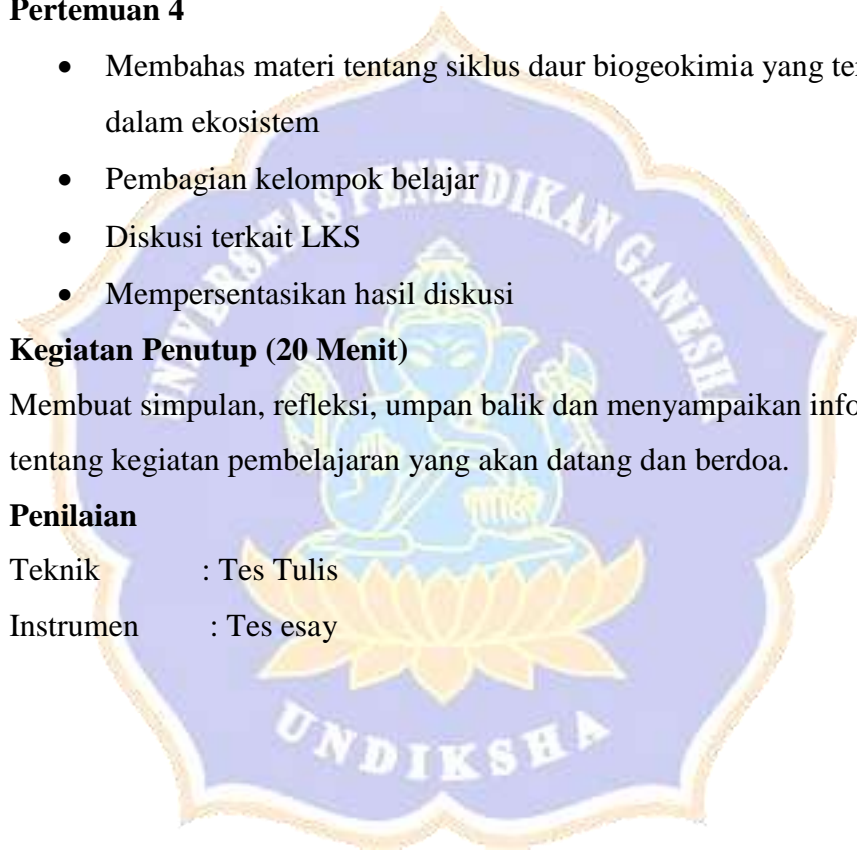 Pertemuan 4
• Membahas materi tentang siklus daur biogeokimia yang
dalam ekosistem
• Pembagian kelompok belajar
• Diskusi terkait LKS
• Mempersentasikan hasil diskusi
Kegiatan Penutup (20 Menit)
Membuat simpulan, refleksi, umpan balik dan menyampaikan
tentang kegiatan pembelajaran yang akan datang dan berdoa.
Penilaian
Teknik : Tes Tulis
Instrumen : Tes esay
UNIVERSITAS PENDIDIKAN GANESHA
UNDIKSHA